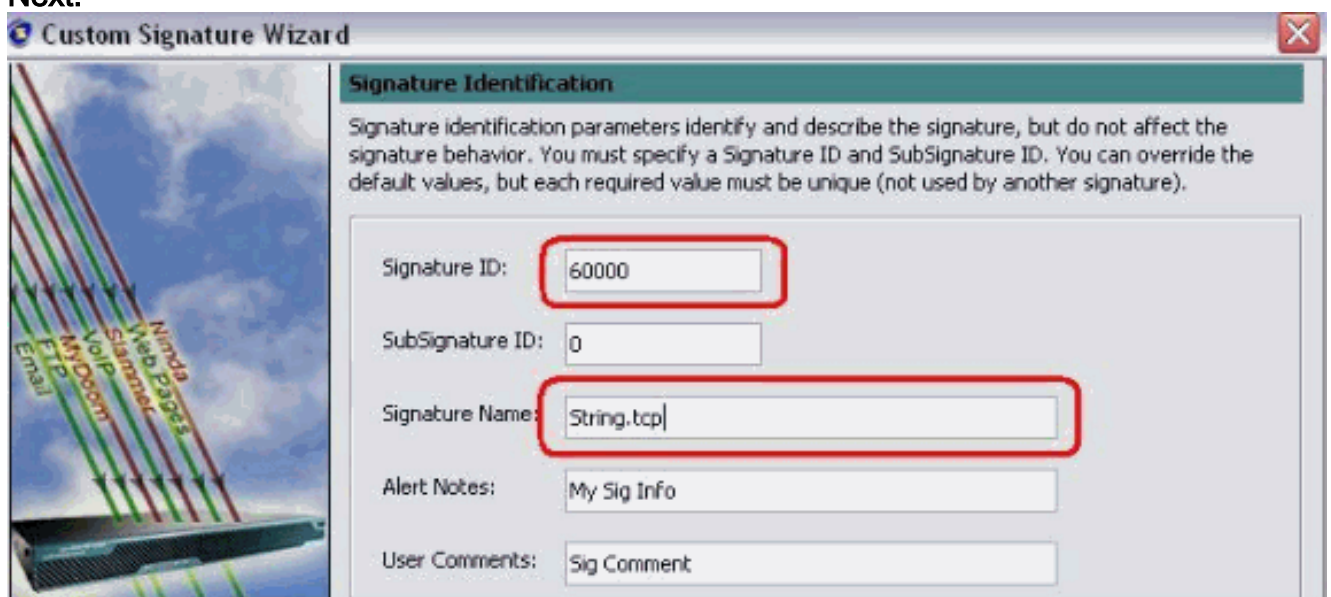 Next.
Custom Signature Wizard
Signature Identification
Signature identification parameters identify and describe the signature, but do not affect the
signature behavior. You must specify a Signature ID and SubSignature ID. You can override the
default values, but each required value must be unique (not used by another signature).
Signature ID: 60000
SubSignature ID: 0
Signature Name: String.tcp
Alert Notes: My Sig Info
User Comments: Sig Comment
Nimda
Web Pages
Slammer
VoIP
MyDoom
FTP
Email